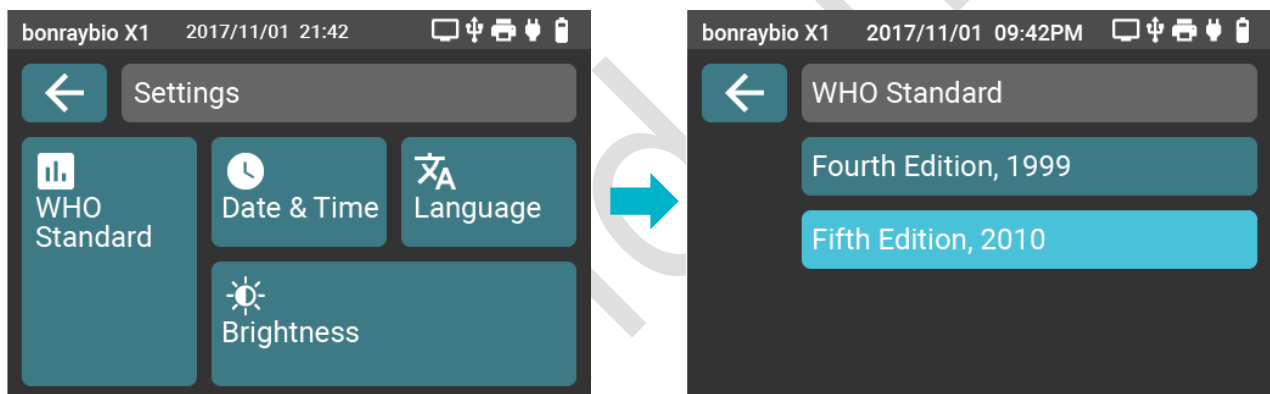 bonraybio X1 2017/11/01 21:42
Settings
WHO
Standard
Date & Time
Language
Brightness
bonraybio X1 2017/11/01 09:42PM
WHO Standard
Fourth Edition, 1999
Fifth Edition, 2010